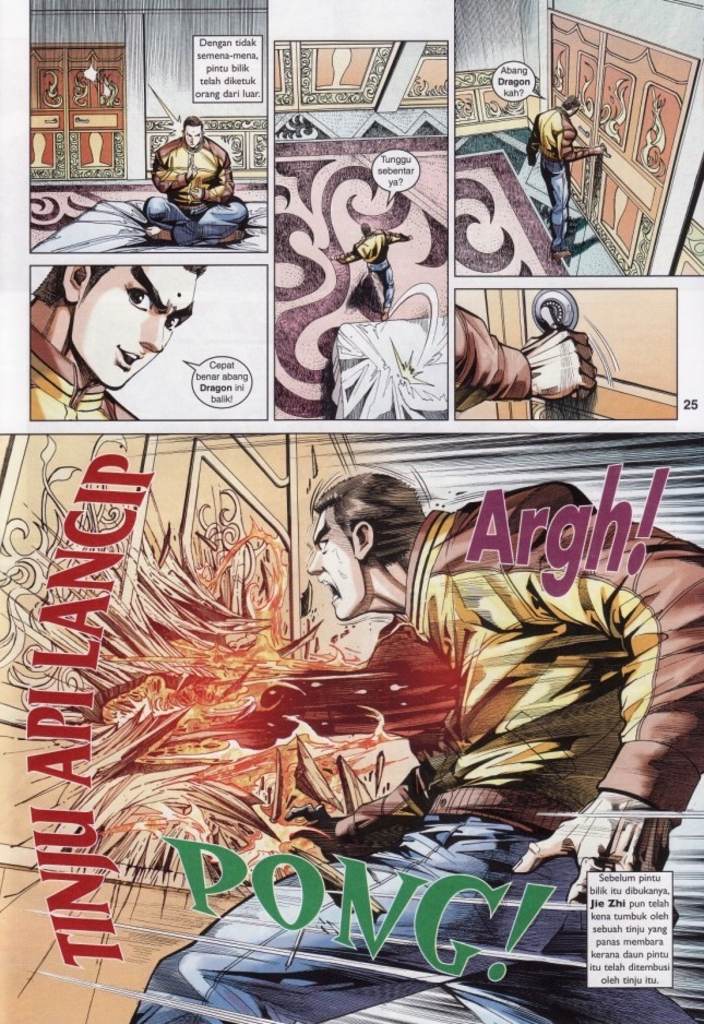 Dengan tidak
semena-mena,
pintu bilik
telah diketuk
orang dari luar.
Cepat
benar abang
Dragon ini
balik!
Tunggu
sebentar
ya?
Abang
Dragon
kah?
25
TINJU API LANCIP
Argh!
PONG!
Sebelum pintu
bilik itu dibukanya,
Jie Zhi pun telah
kena tumbuk oleh
sebuah tinju yang
panas membara
kerana daun pintu
itu telah ditembusi
oleh tinju itu.